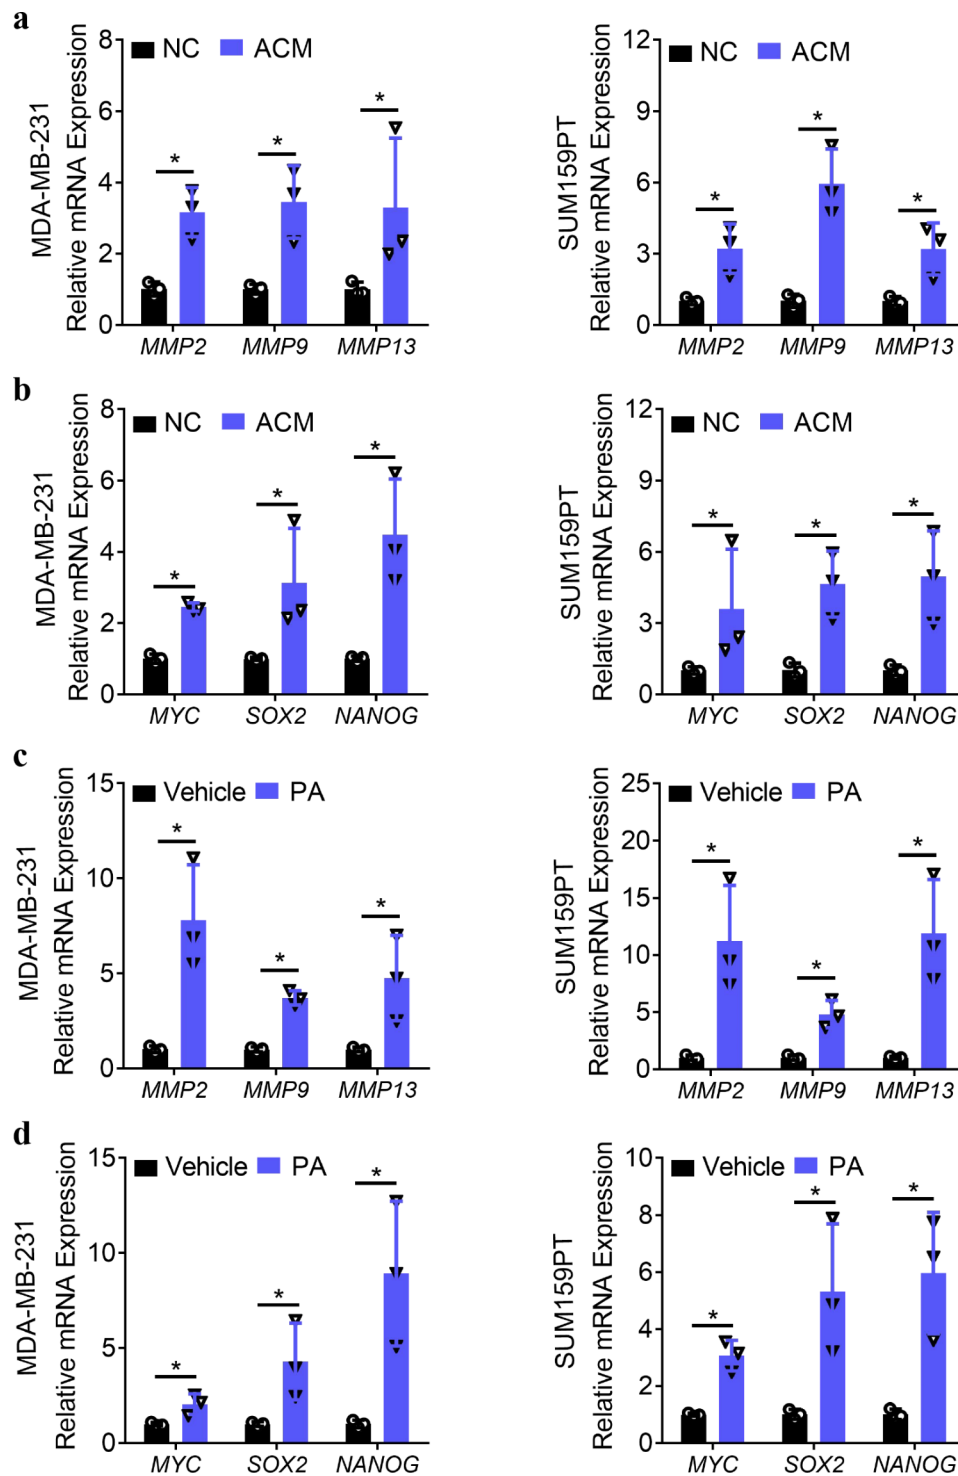 a
MDA-MB-231
Relative mRNA Expression
NC ACM
8
6
4
2
0
* * *
MMP2 MMP9 MMP13
SUM159PT
Relative mRNA Expression
NC ACM
12
9
6
3
0
* * *
MMP2 MMP9 MMP13
b
MDA-MB-231
Relative mRNA Expression
NC ACM
8
6
4
2
0
* * *
MYC SOX2 NANOG
SUM159PT
Relative mRNA Expression
NC ACM
12
9
6
3
0
* * *
MYC SOX2 NANOG
c
MDA-MB-231
Relative mRNA Expression
Vehicle PA
15
10
5
0
* * *
MMP2 MMP9 MMP13
SUM159PT
Relative mRNA Expression
Vehicle PA
25
20
15
10
5
0
* * *
MMP2 MMP9 MMP13
d
MDA-MB-231
Relative mRNA Expression
Vehicle PA
15
10
5
0
* * *
MYC SOX2 NANOG
SUM159PT
Relative mRNA Expression
Vehicle PA
10
8
6
4
2
0
* * *
MYC SOX2 NANOG